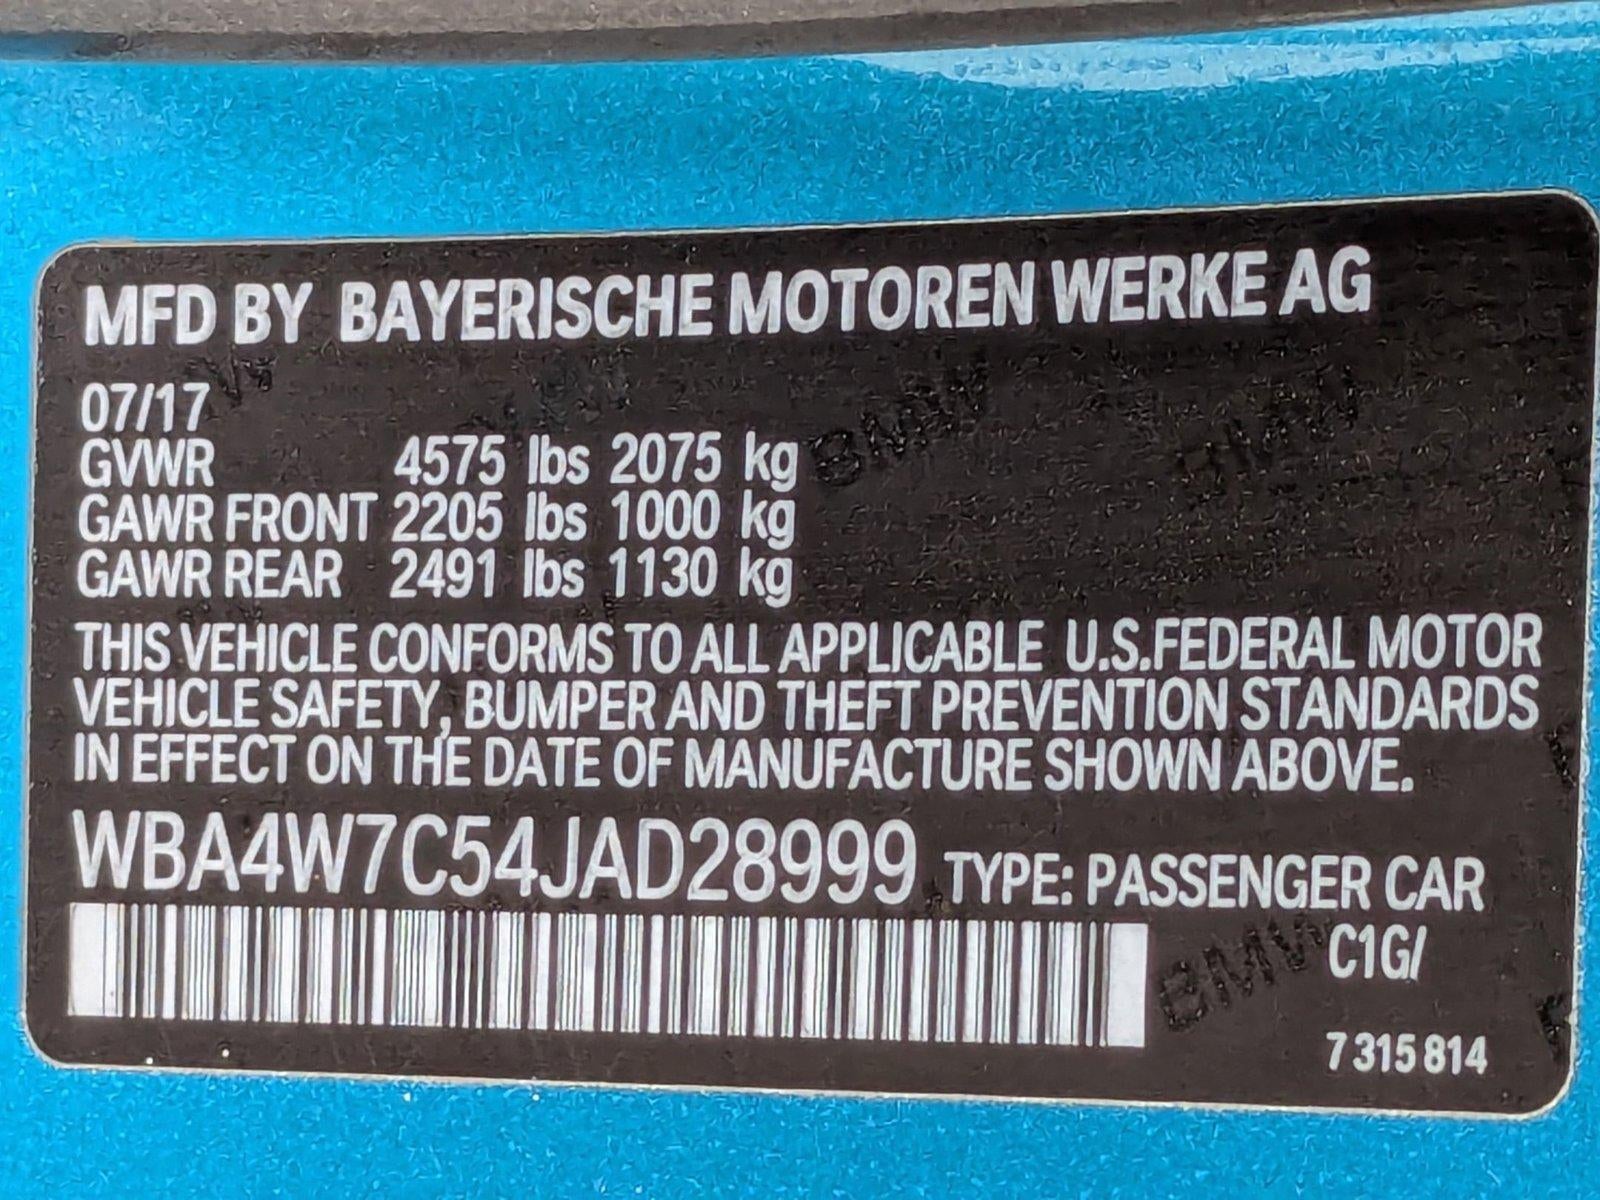 MFD BY BAYERISCHE MOTOREN WERKE AG
07/17
GVWR 4575 lbs 2075 kg
GAWR FRONT 2205 lbs 1000 kg
GAWR REAR 2491 lbs 1130 kg
THIS VEHICLE CONFORMS TO ALL APPLICABLE U.S.FEDERAL MOTOR
VEHICLE SAFETY, BUMPER AND THEFT PREVENTION STANDARDS
IN EFFECT ON THE DATE OF MANUFACTURE SHOWN ABOVE.
WBA4W7C54JAD28999 TYPE: PASSENGER CAR
C1G/
7 315 814
BMW
BMW
BMW